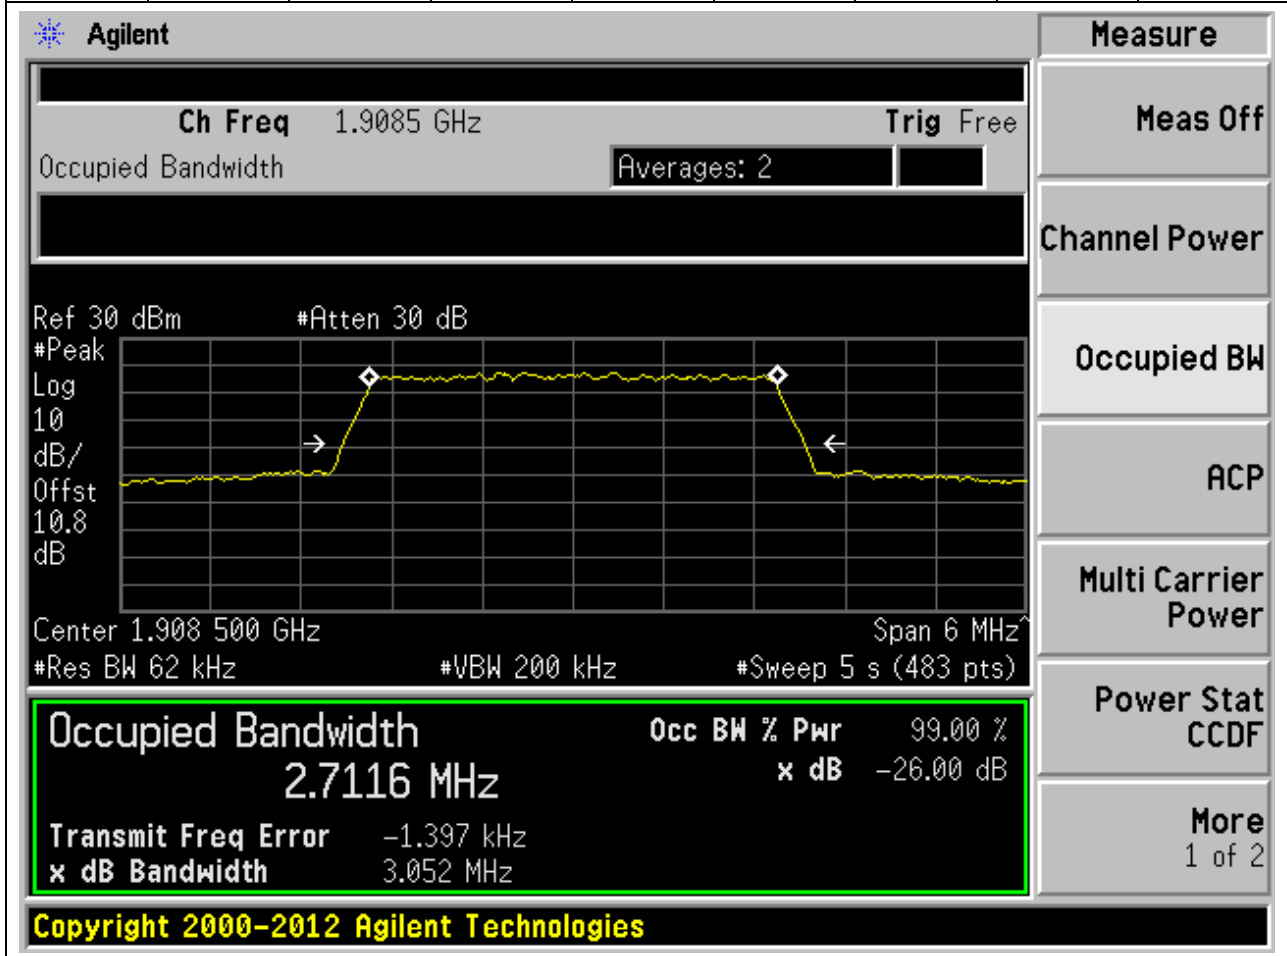 Agilent
Measure
Ch Freq 1.9085 GHz Trig Free
Occupied Bandwidth Averages: 2
Meas Off
Channel Power
Occupied BW
ACP
Multi Carrier
Power
Power Stat
CCDF
More
1 of 2
Ref 30 dBm #Atten 30 dB
#Peak
Log
10
dB/
Offst
10.8
dB
Center 1.908 500 GHz Span 6 MHz^
#Res BW 62 kHz #VBW 200 kHz #Sweep 5 s (483 pts)
Occupied Bandwidth Occ BW % Pwr 99.00 %
2.7116 MHz x dB -26.00 dB
Transmit Freq Error -1.397 kHz
x dB Bandwidth 3.052 MHz
Copyright 2000-2012 Agilent Technologies